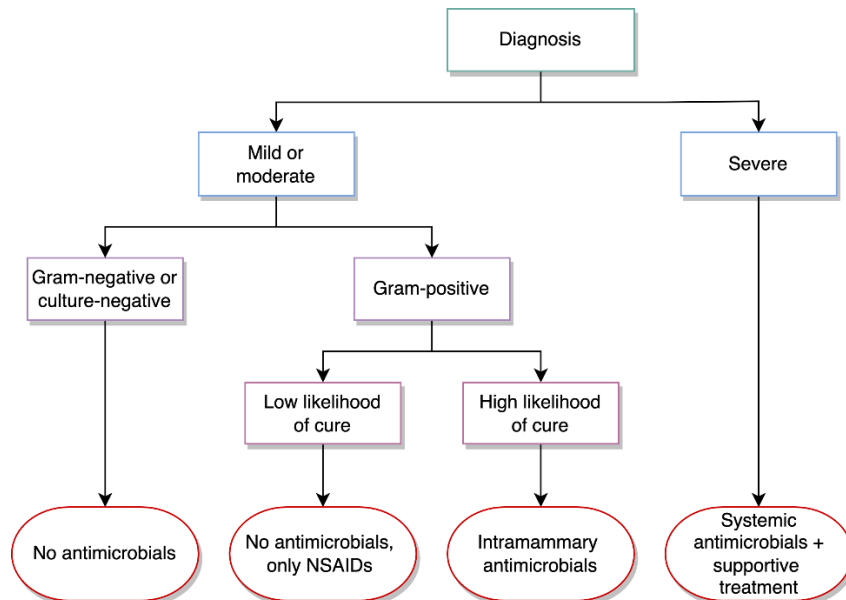 Diagnosis
Mild or
moderate
Severe
Gram-negative or
culture-negative
Gram-positive
Low likelihood
of cure
High likelihood
of cure
No antimicrobials
No antimicrobials,
only NSAIDs
Intramammary
antimicrobials
Systemic
antimicrobials +
supportive
treatment